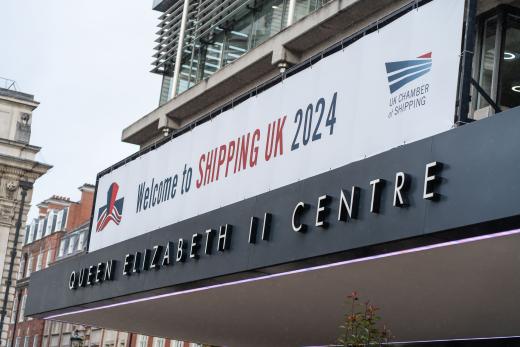 Welcome to SHIPPING UK 2024
UK CHAMBER
of SHIPPING
QUEEN ELIZABETH II CENTRE